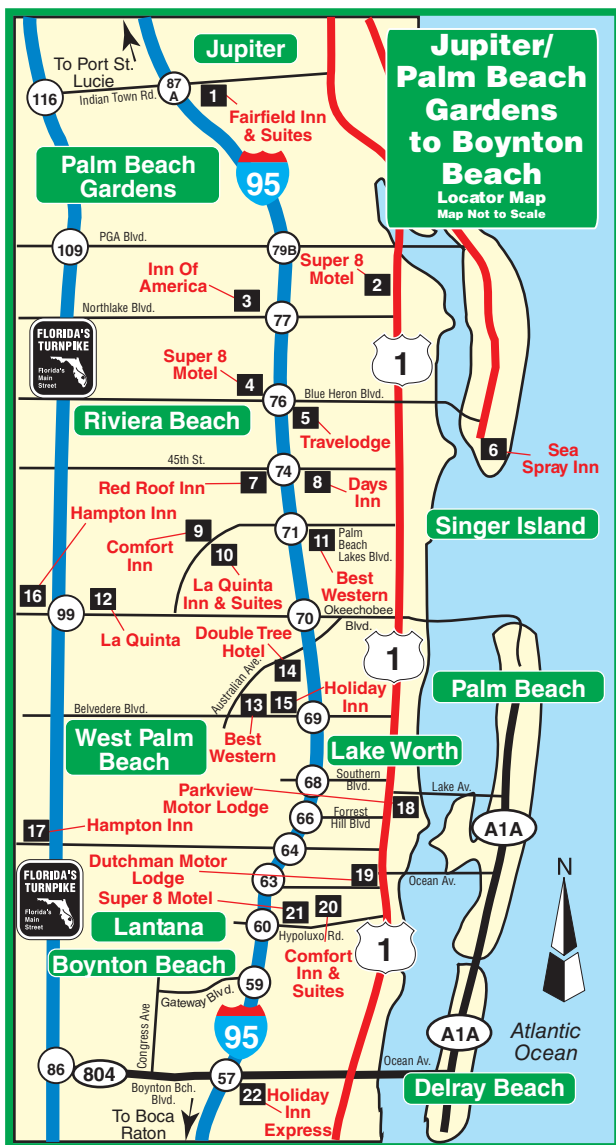 Jupiter/
Palm Beach
Gardens
to Boynton
Beach
Locator Map
Map Not to Scale
To Port St.
Lucie
Jupiter
116
Indian Town Rd.
87
A
1
Fairfield Inn
& Suites
Palm Beach
Gardens
95
109
PGA Blvd.
79B
Super 8
Motel
2
Inn Of
America
3
Northlake Blvd.
77
FLORIDA'S
TURNPIKE
Florida's
Main
Street
1
Super 8
Motel
4
76
Blue Heron Blvd.
Riviera Beach
5
Travelodge
6
Sea
Spray Inn
45th St.
74
Red Roof Inn
7
8
Days
Inn
Hampton Inn
16
9
Comfort
Inn
10
La Quinta
Inn & Suites
71
11
Palm
Beach
Lakes Blvd.
Best
Western
Singer Island
99
12
La Quinta
70
Okeechobee
Blvd.
Double Tree
Hotel
14
Australian Ave.
1
Palm Beach
13
Best
Western
15
Holiday
Inn
Belvedere Blvd.
69
West Palm
Beach
Lake Worth
68
Southern
Blvd.
Lake Av.
Parkview
Motor Lodge
18
66
Forrest
Hill Blvd
A1A
17
Hampton Inn
64
Dutchman Motor
Lodge
19
63
Ocean Av.
N
FLORIDA'S
TURNPIKE
Florida's
Main
Street
Super 8 Motel
21
20
Lantana
60
Hypoluxo Rd.
Comfort
Inn &
Suites
1
Boynton Beach
59
Gateway Blvd.
Congress Ave
95
A1A
Atlantic
Ocean
86
804
Boynton Bch.
Blvd.
57
Ocean Av.
Delray Beach
22
Holiday
Inn
Express
To Boca
Raton